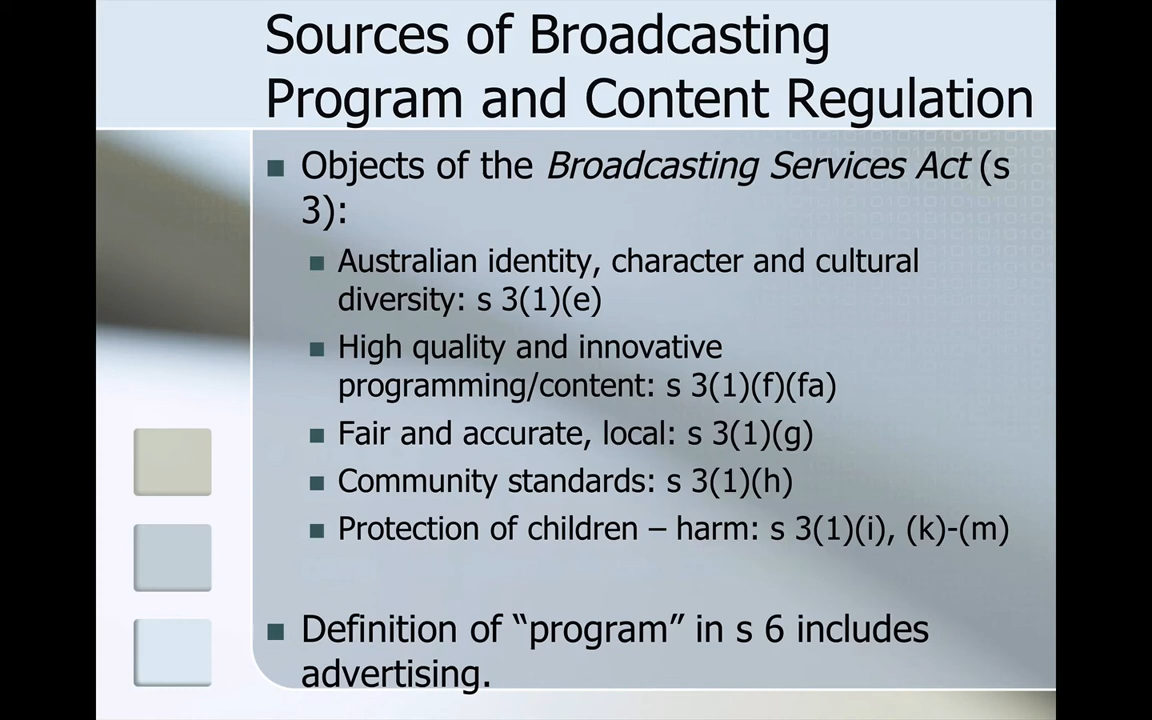 Sources of Broadcasting
Program and Content Regulation
■ Objects of the Broadcasting Services Act (s
3):
■ Australian identity, character and cultural
diversity: s 3(1)(e)
■ High quality and innovative
programming/content: s 3(1)(f)(fa)
■ Fair and accurate, local: s 3(1)(g)
■ Community standards: s 3(1)(h)
■ Protection of children – harm: s 3(1)(i), (k)-(m)
■ Definition of “program” in s 6 includes
advertising.